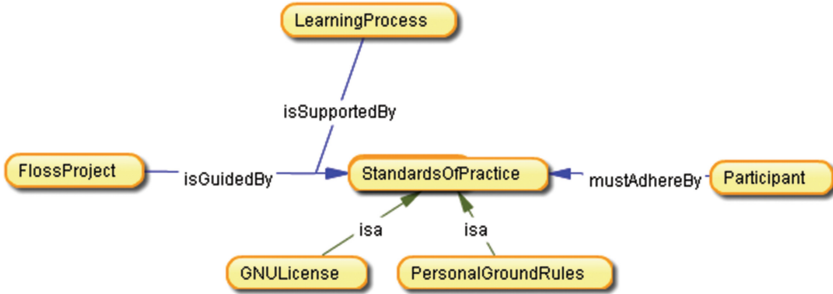 LearningProcess
isSupportedBy
FlossProject
isGuidedBy
StandardsOfPractice
mustAdhereBy
Participant
isa
isa
GNULicense
PersonalGroundRules